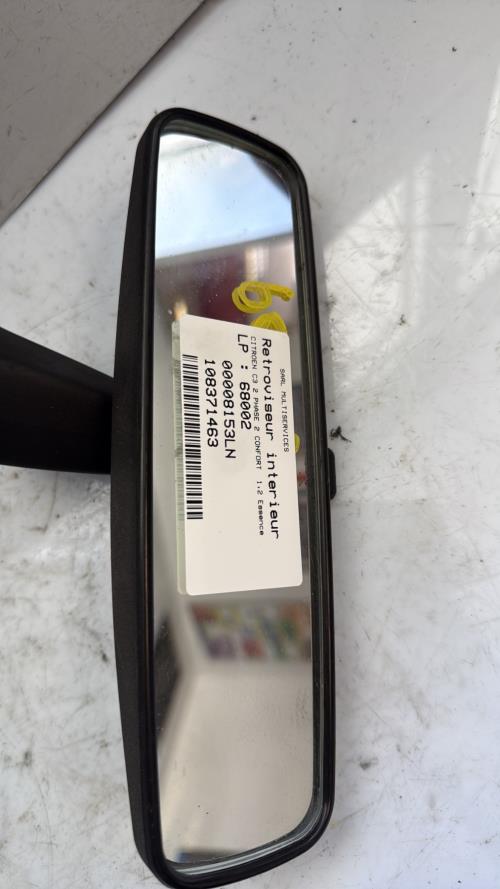 SARL MULTISERVICES
Retroviseur interieur
CITROEN C3 2 PHASE 2 CONFORT 1.2 Essence
LP : 68002
00008153LN
108371463